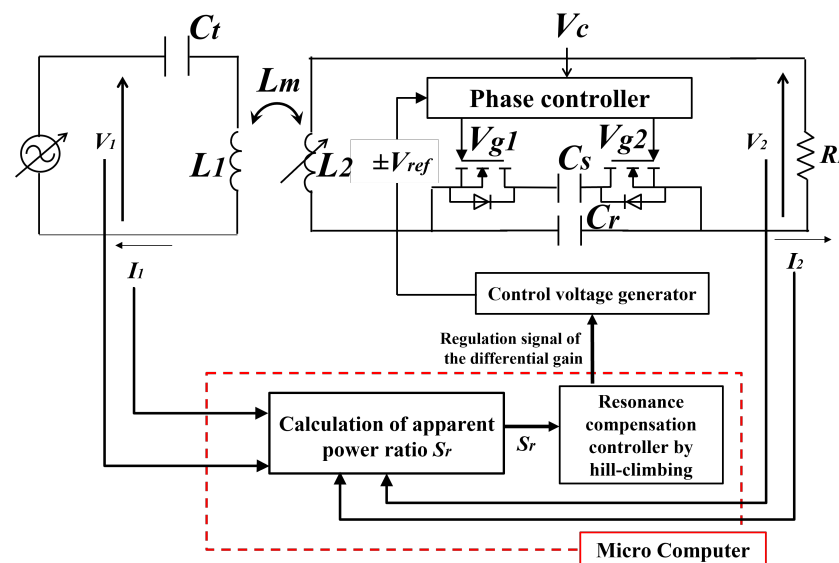 Ct
Vc
Lm
Phase controller
V1
Vg1
Vg2
V2
±Vref
Cs
L1
L2
R
Cr
I1
I2
Control voltage generator
Regulation signal of
the differential gain
Calculation of apparent
power ratio Sr
Sr
Resonance
compensation
controller by
hill-climbing
Micro Computer